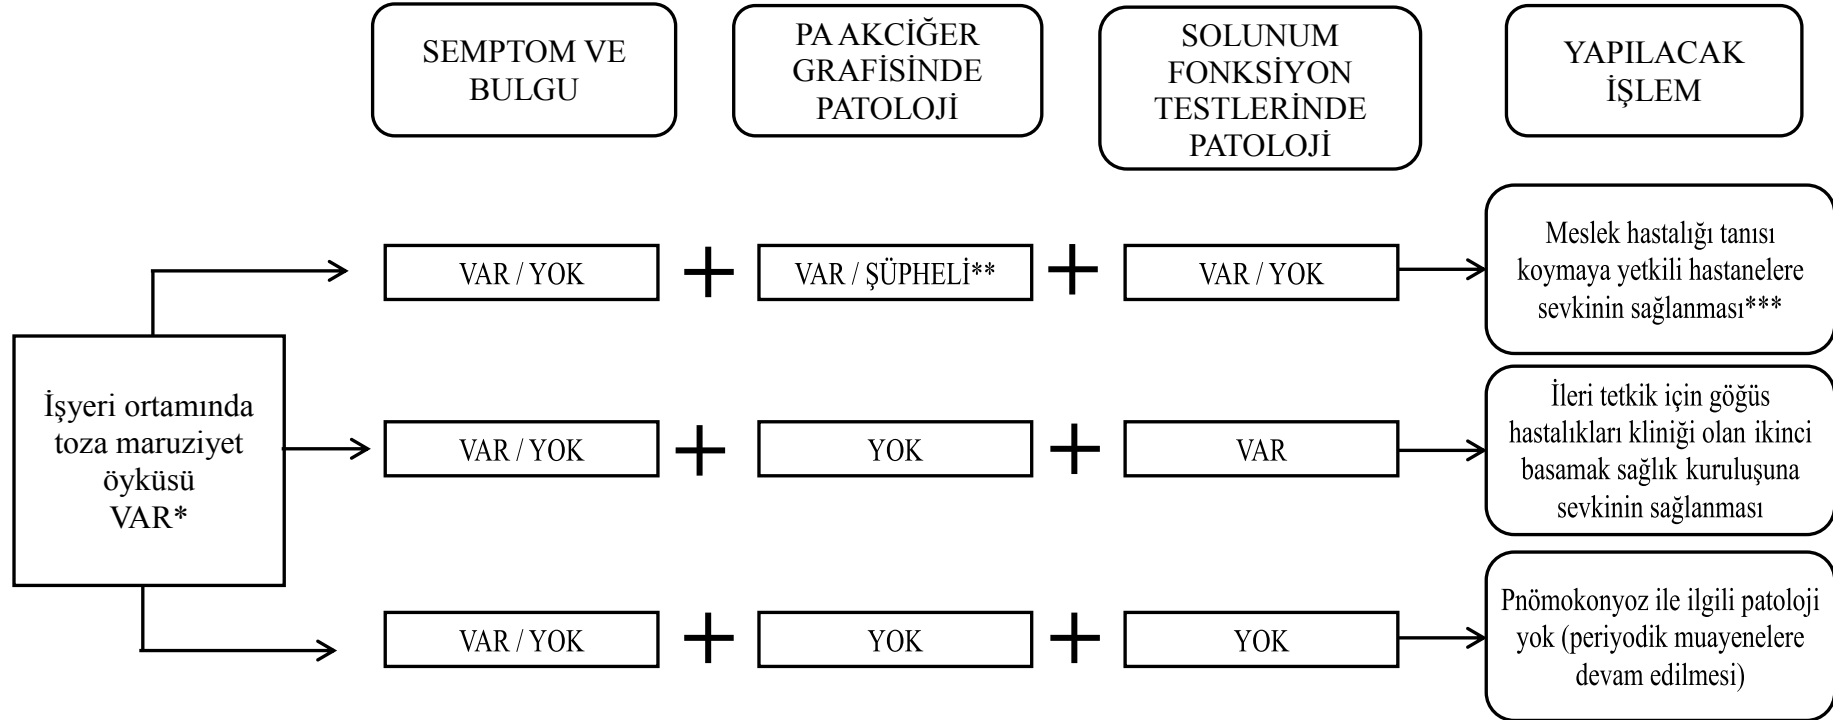 SEMPTOM VE
BULGU
PA AKCİĞER
GRAFİSİNDE
PATOLOJİ
SOLUNUM
FONKSİYON
TESTLERİNDE
PATOLOJİ
YAPILACAK
İŞLEM
İşyeri ortamında
toza maruziyet
öyküsü
VAR*
VAR / YOK
+
VAR / ŞÜPHELİ**
+
VAR / YOK
Meslek hastalığı tanısı
koymaya yetkili hastanelere
sevkinin sağlanması***
VAR / YOK
+
YOK
+
VAR
İleri tetkik için göğüs
hastalıkları kliniği olan ikinci
basamak sağlık kuruluşuna
sevkinin sağlanması
VAR / YOK
+
YOK
+
YOK
Pnömokonyoz ile ilgili patoloji
yok (periyodik muayenelere
devam edilmesi)